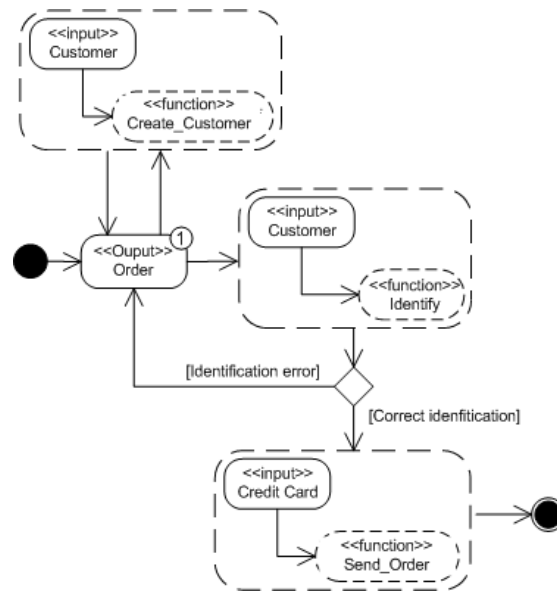 <<input>>
Customer
<<function>>
Create_Customer
1
<<Ouput>>
Order
<<input>>
Customer
<<function>>
Identify
[Identification error]
[Correct idenfitication]
<<input>>
Credit Card
<<function>>
Send_Order